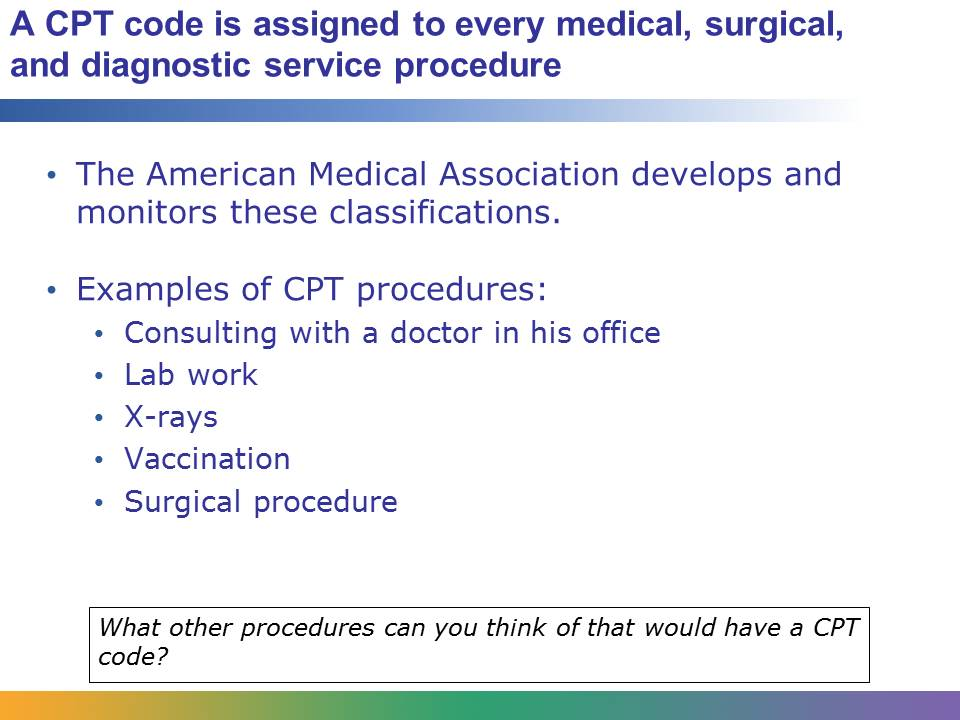 A CPT code is assigned to every medical, surgical,
and diagnostic service procedure
• The American Medical Association develops and
monitors these classifications.
• Examples of CPT procedures:
• Consulting with a doctor in his office
• Lab work
• X-rays
• Vaccination
• Surgical procedure
What other procedures can you think of that would have a CPT
code?